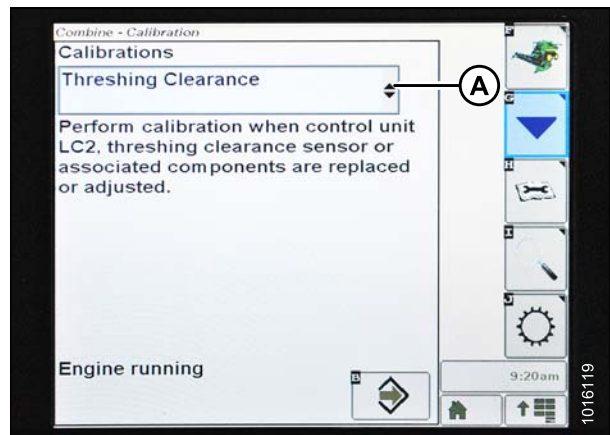 Combine - Calibration
Calibrations
Threshing Clearance
A
Perform calibration when control unit
LC2, threshing clearance sensor or
associated components are replaced
or adjusted.
Engine running
B
F
G
H
I
J
9:20am
1016119